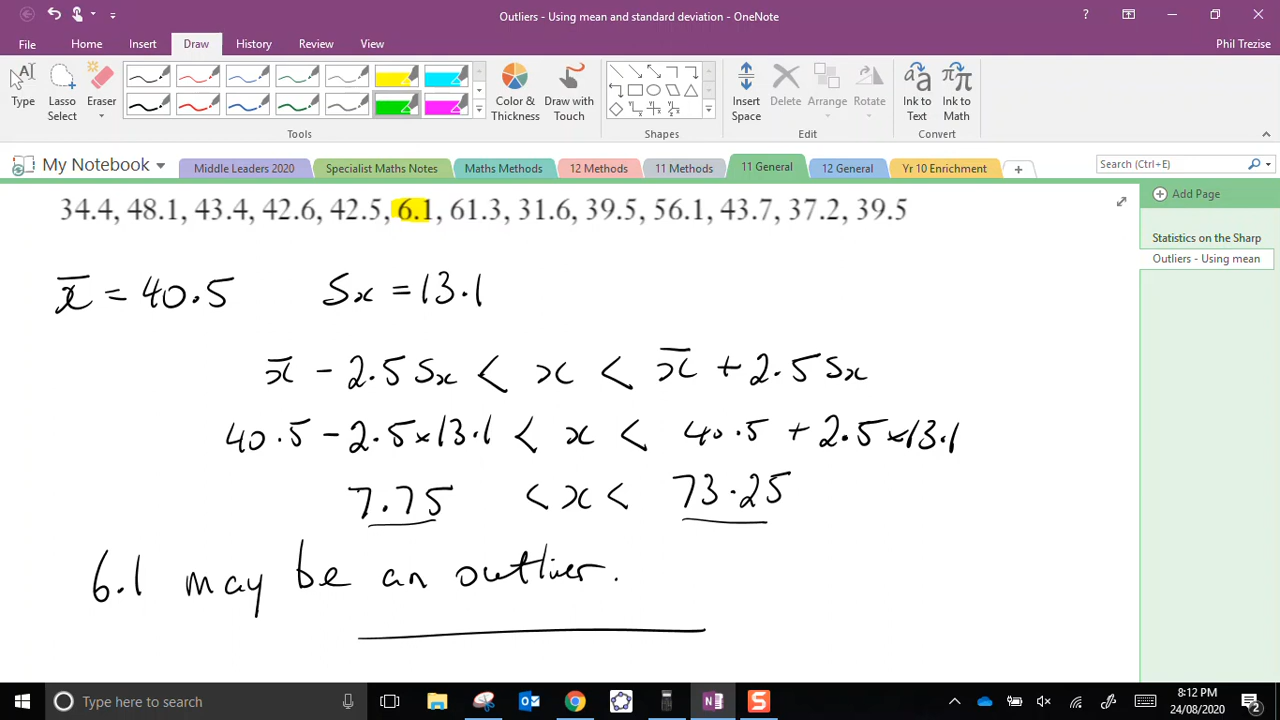 Outliers - Using mean and standard deviation - OneNote
?
File Home Insert Draw History Review View Phil Trezise
Type Lasso Select Eraser Color & Thickness Draw with Touch Insert Space Delete Arrange Rotate Ink to Text Ink to Math
Tools Shapes Edit Convert
My Notebook Middle Leaders 2020 Specialist Maths Notes Maths Methods 12 Methods 11 Methods 11 General 12 General Yr 10 Enrichment + Search (Ctrl+E)
34.4, 48.1, 43.4, 42.6, 42.5, 6.1, 61.3, 31.6, 39.5, 56.1, 43.7, 37.2, 39.5
Add Page
Statistics on the Sharp
Outliers - Using mean
x̄ = 40.5 Sx = 13.1
x̄ - 2.5 Sx < x < x̄ + 2.5 Sx
40.5 - 2.5×13.1 < x < 40.5 + 2.5×13.1
7.75 < x < 73.25
6.1 may be an outlier.
Type here to search
8:12 PM
24/08/2020
2